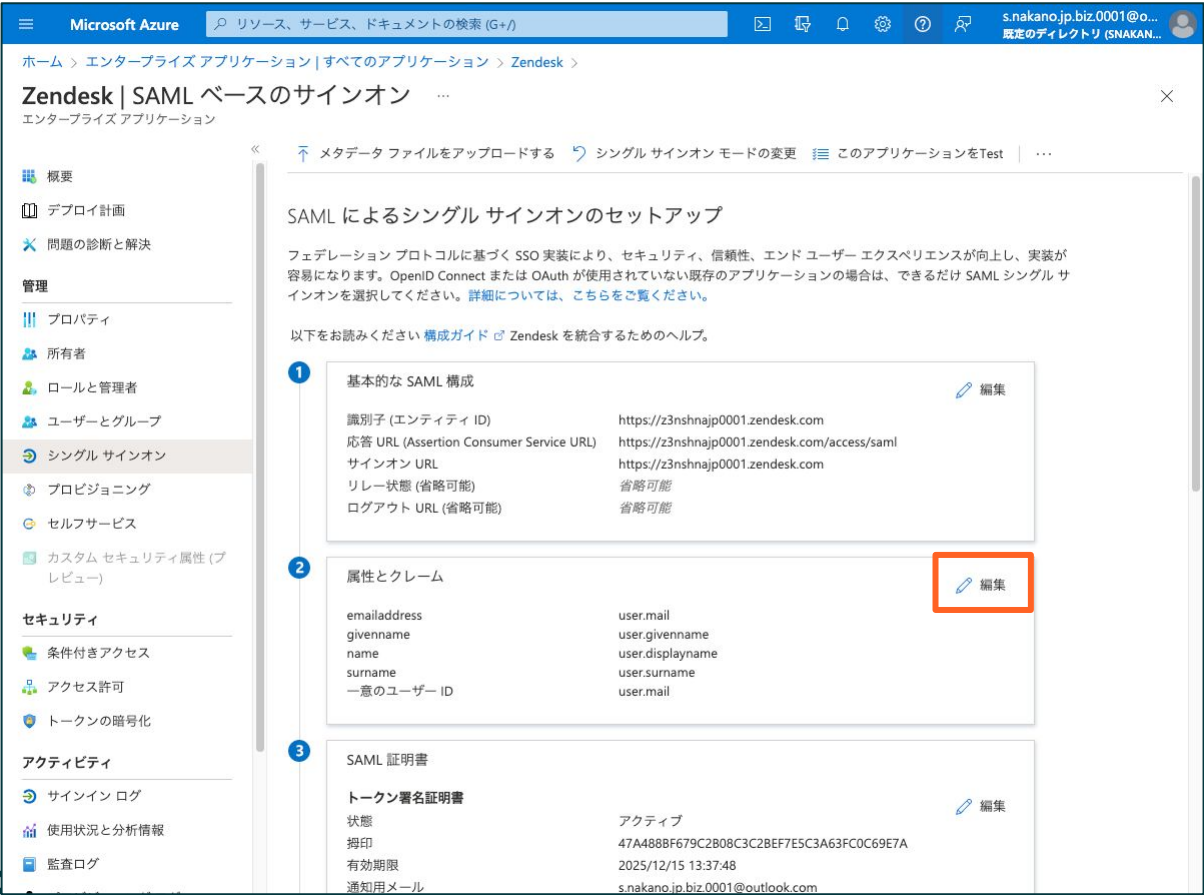 Microsoft Azure
リソース、サービス、ドキュメントの検索 (G+/)
s.nakano.jp.biz.0001@o...
既定のディレクトリ (SNAKAN...
ホーム > エンタープライズ アプリケーション | すべてのアプリケーション > Zendesk >
Zendesk | SAML ベースのサインオン ...
エンタープライズ アプリケーション
メタデータ ファイルをアップロードする シングル サインオン モードの変更 このアプリケーションをTest ...
概要
デプロイ計画
問題の診断と解決
管理
プロパティ
所有者
ロールと管理者
ユーザーとグループ
シングル サインオン
プロビジョニング
セルフサービス
カスタム セキュリティ属性 (プ
レビュー)
セキュリティ
条件付きアクセス
アクセス許可
トークンの暗号化
アクティビティ
サインイン ログ
使用状況と分析情報
監査ログ
SAML によるシングル サインオンのセットアップ
フェデレーション プロトコルに基づく SSO 実装により、セキュリティ、信頼性、エンド ユーザー エクスペリエンスが向上し、実装が
容易になります。OpenID Connect または OAuth が使用されていない既存のアプリケーションの場合は、できるだけ SAML シングル サ
インオンを選択してください。詳細については、こちらをご覧ください。
以下をお読みください 構成ガイド Zendesk を統合するためのヘルプ。
1
基本的な SAML 構成
編集
識別子 (エンティティ ID) https://z3nshnajp0001.zendesk.com
応答 URL (Assertion Consumer Service URL) https://z3nshnajp0001.zendesk.com/access/saml
サインオン URL https://z3nshnajp0001.zendesk.com
リレー状態 (省略可能) 省略可能
ログアウト URL (省略可能) 省略可能
2
属性とクレーム
編集
emailaddress user.mail
givenname user.givenname
name user.displayname
surname user.surname
一意のユーザー ID user.mail
3
SAML 証明書
トークン署名証明書
編集
状態 アクティブ
拇印 47A488BF679C2B08C3C2BEF7E5C3A63FC0C69E7A
有効期限 2025/12/15 13:37:48
通知用メール s.nakano.jp.biz.0001@outlook.com